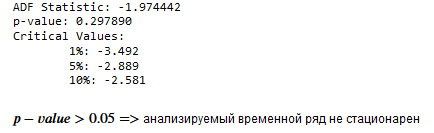 ADF Statistic: -1.974442
p-value: 0.297890
Critical Values:
1%: -3.492
5%: -2.889
10%: -2.581
p − value > 0.05 => анализируемый временной ряд не стационарен